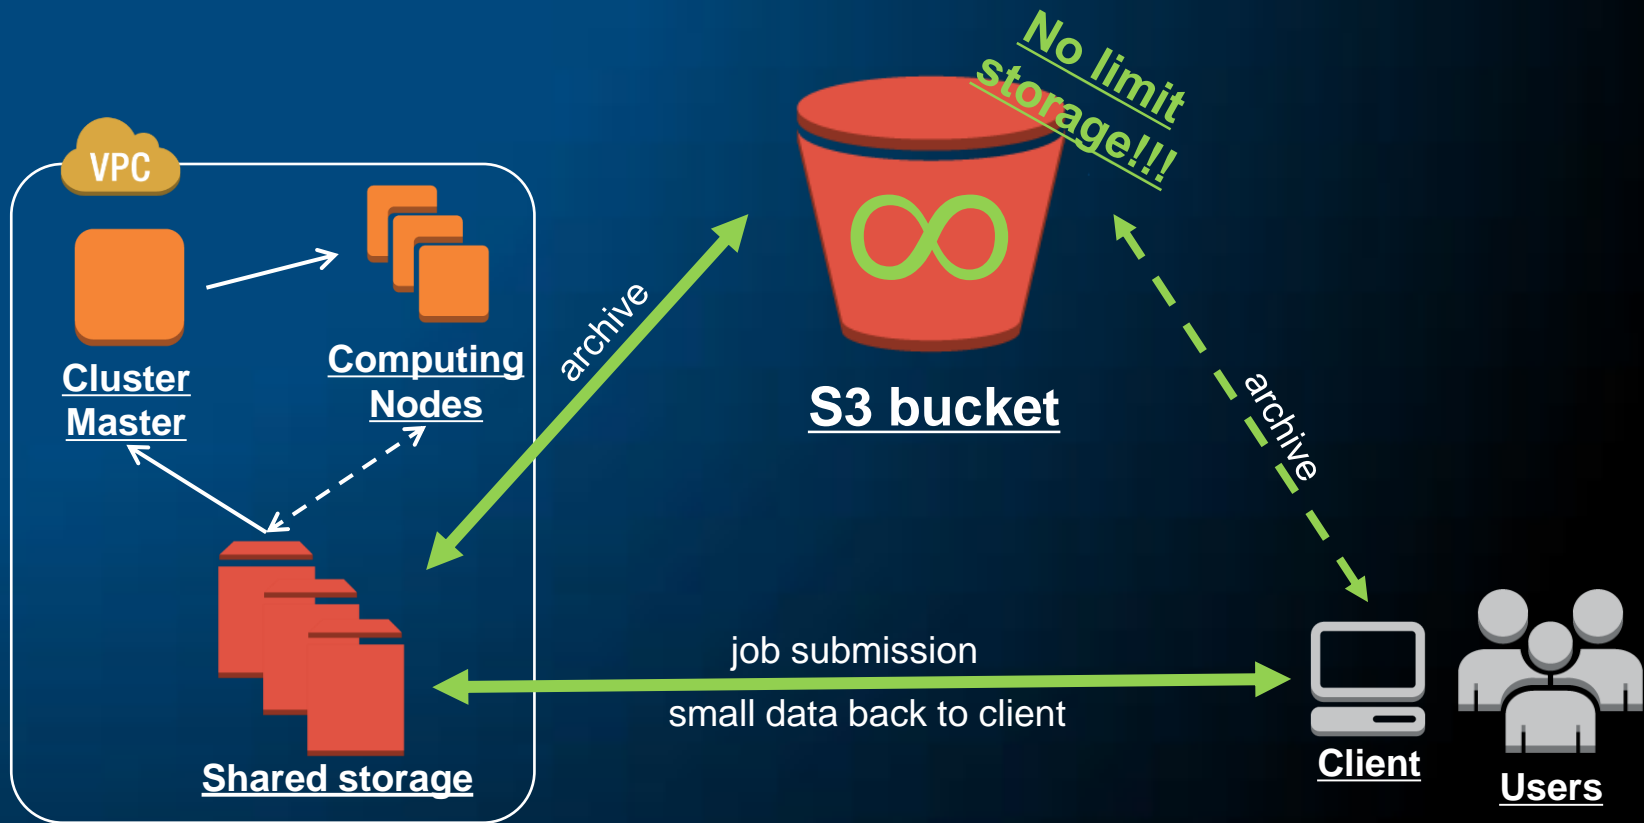 No limit
storage!!!
VPC
Cluster
Master
Computing
Nodes
archive
S3 bucket
archive
job submission
small data back to client
Shared storage
Client
Users